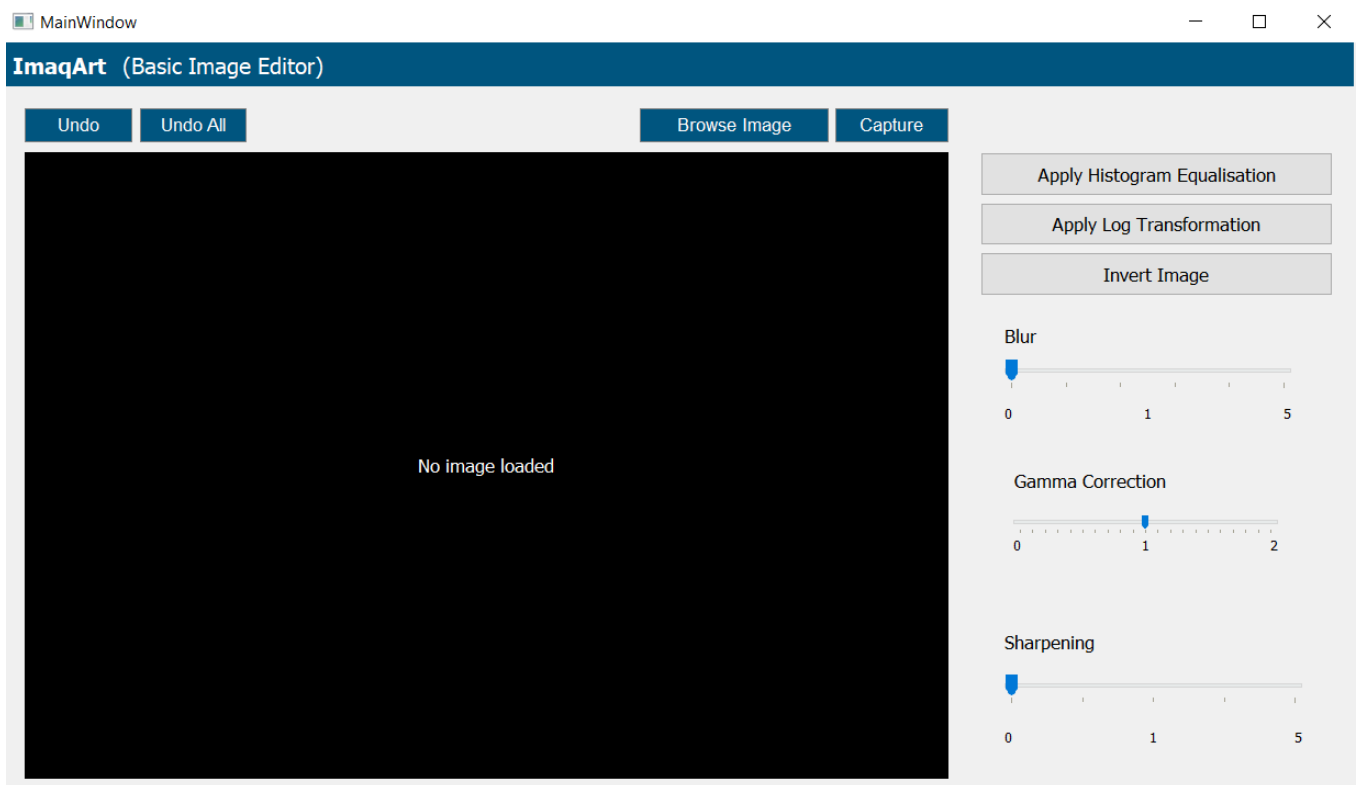 MainWindow
ImaqArt (Basic Image Editor)
Undo Undo All Browse Image Capture
Apply Histogram Equalisation
Apply Log Transformation
Invert Image
Blur
0 1 5
No image loaded
Gamma Correction
0 1 2
Sharpening
0 1 5